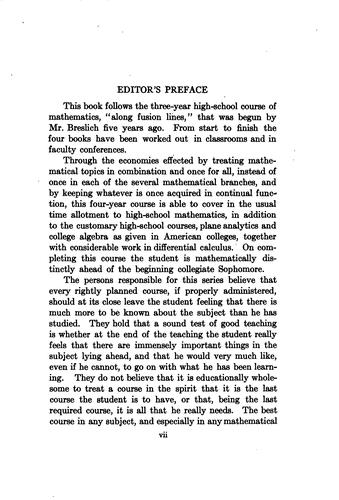 EDITOR'S PREFACE
This book follows the three-year high-school course of
mathematics, "along fusion lines," that was begun by
Mr. Breslich five years ago. From start to finish the
four books have been worked out in classrooms and in
faculty conferences.
Through the economies effected by treating mathe-
matical topics in combination and once for all, instead of
once in each of the several mathematical branches, and
by keeping whatever is once acquired in continual func-
tion, this four-year course is able to cover in the usual
time allotment to high-school mathematics, in addition
to the customary high-school courses, plane analytics and
college algebra as given in American colleges, together
with considerable work in differential calculus. On com-
pleting this course the student is mathematically dis-
tinctly ahead of the beginning collegiate Sophomore.
The persons responsible for this series believe that
every rightly planned course, if properly administered,
should at its close leave the student feeling that there is
much more to be known about the subject than he has
studied. They hold that a sound test of good teaching
is whether at the end of the teaching the student really
feels that there are immensely important things in the
subject lying ahead, and that he would very much like,
even if he cannot, to go on with what he has been learn-
ing. They do not believe that it is educationally whole-
some to treat a course in the spirit that it is the last
course the student is to have, or that, being the last
required course, it is all that he really needs. The best
course in any subject, and especially in any mathematical
vii